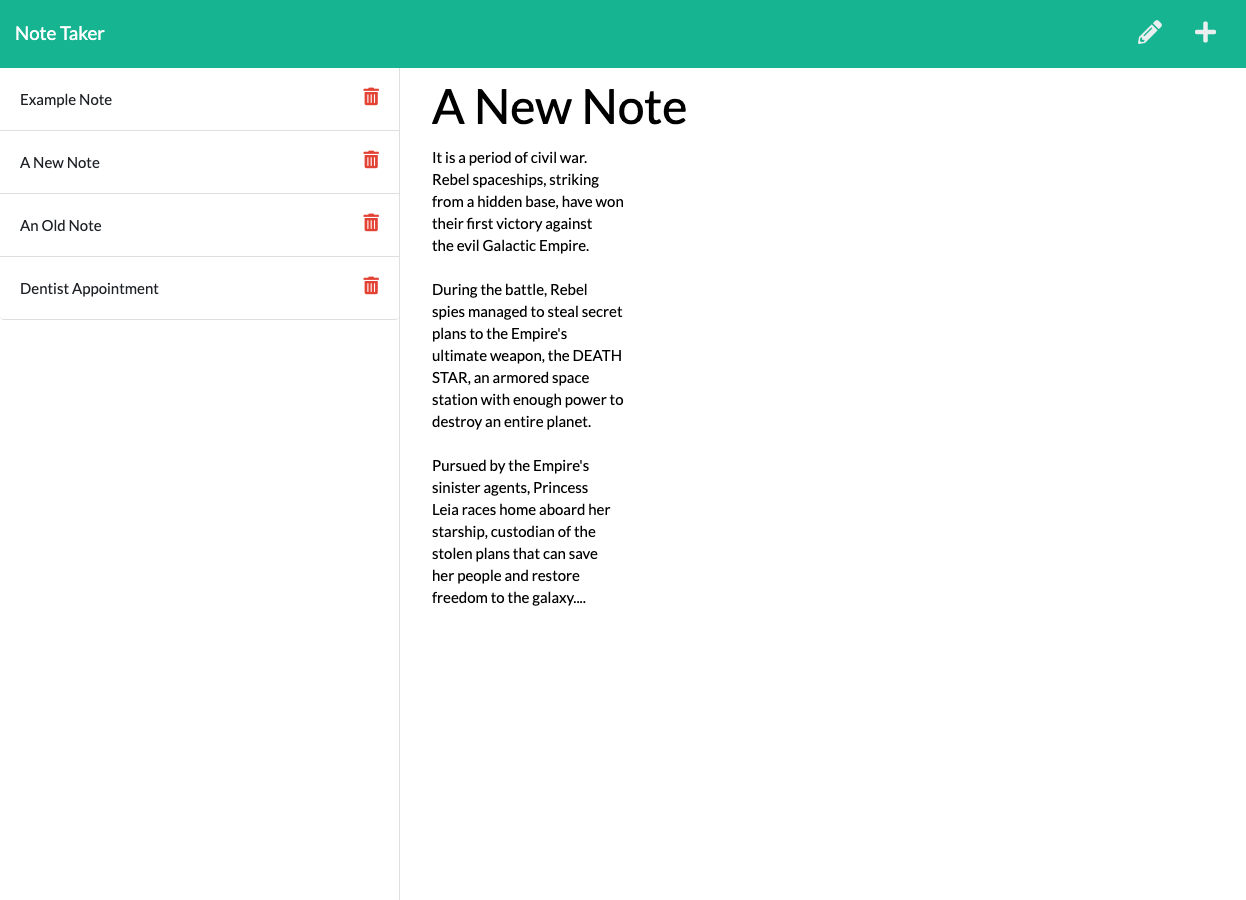 Note Taker
Example Note
A New Note
An Old Note
Dentist Appointment
A New Note
It is a period of civil war.
Rebel spaceships, striking
from a hidden base, have won
their first victory against
the evil Galactic Empire.
During the battle, Rebel
spies managed to steal secret
plans to the Empire's
ultimate weapon, the DEATH
STAR, an armored space
station with enough power to
destroy an entire planet.
Pursued by the Empire's
sinister agents, Princess
Leia races home aboard her
starship, custodian of the
stolen plans that can save
her people and restore
freedom to the galaxy....